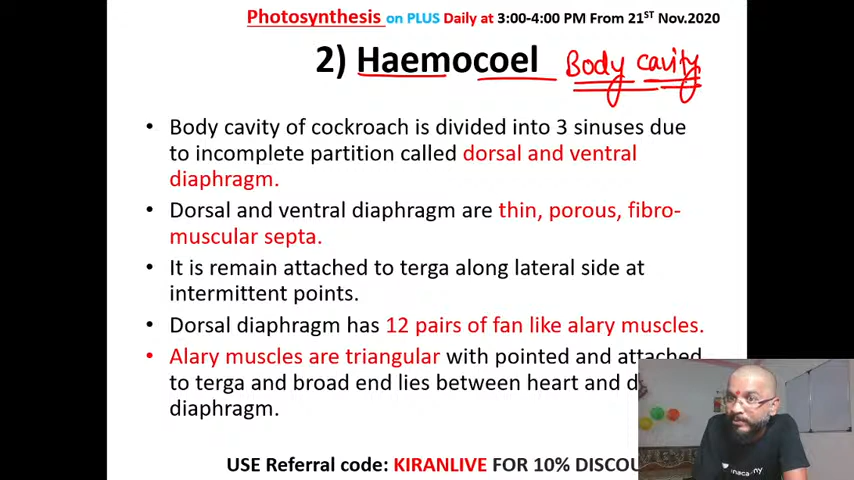 Photosynthesis on PLUS Daily at 3:00-4:00 PM From 21ST Nov.2020
2) Haemocoel Body cavity
• Body cavity of cockroach is divided into 3 sinuses due
to incomplete partition called dorsal and ventral
diaphragm.
• Dorsal and ventral diaphragm are thin, porous, fibro-
muscular septa.
• It is remain attached to terga along lateral side at
intermittent points.
• Dorsal diaphragm has 12 pairs of fan like alary muscles.
• Alary muscles are triangular with pointed and attached
to terga and broad end lies between heart and d
diaphragm.
USE Referral code: KIRANLIVE FOR 10% DISCOU